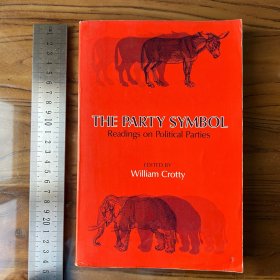 THE PARTY SYMBOL
Readings on Political Parties
EDITED BY
William Crotty